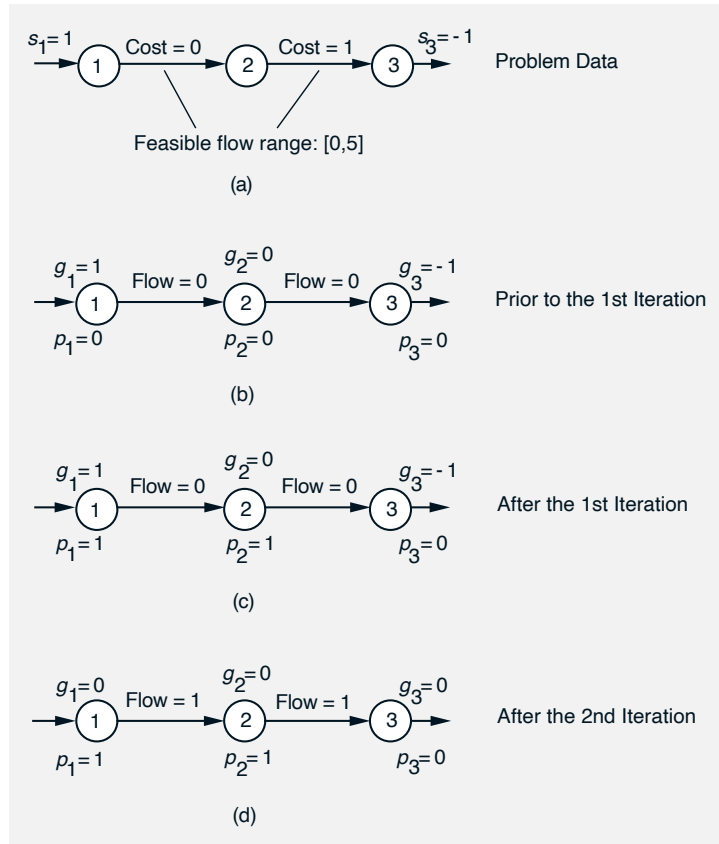 s1= 1 Cost = 0 Cost = 1 s3= - 1
1 2 3 Problem Data
Feasible flow range: [0,5]
(a)
g1= 1 Flow = 0 g2= 0 Flow = 0 g3= - 1
1 2 3 Prior to the 1st Iteration
p1= 0 p2= 0 p3= 0
(b)
g1= 1 Flow = 0 g2= 0 Flow = 0 g3= - 1
1 2 3 After the 1st Iteration
p1= 1 p2= 1 p3= 0
(c)
g1= 0 Flow = 1 g2= 0 Flow = 1 g3= 0
1 2 3 After the 2nd Iteration
p1= 1 p2= 1 p3= 0
(d)